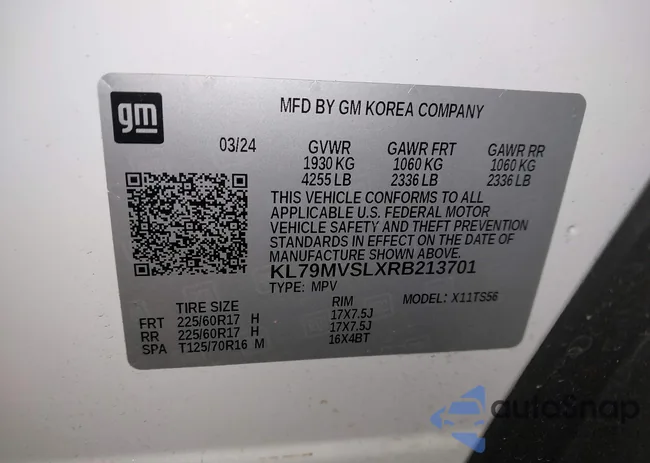 gm
MFD BY GM KOREA COMPANY
03/24 GVWR GAWR FRT GAWR RR
1930 KG 1060 KG 1060 KG
4255 LB 2336 LB 2336 LB
THIS VEHICLE CONFORMS TO ALL
APPLICABLE U.S. FEDERAL MOTOR
VEHICLE SAFETY AND THEFT PREVENTION
STANDARDS IN EFFECT ON THE DATE OF
MANUFACTURE SHOWN ABOVE.
KL79MVSLXRB213701
TYPE: MPV MODEL: X11TS56
TIRE SIZE RIM
FRT 225/60R17 H 17X7.5J
RR 225/60R17 H 17X7.5J
SPA T125/70R16 M 16X4BT
autoSnap